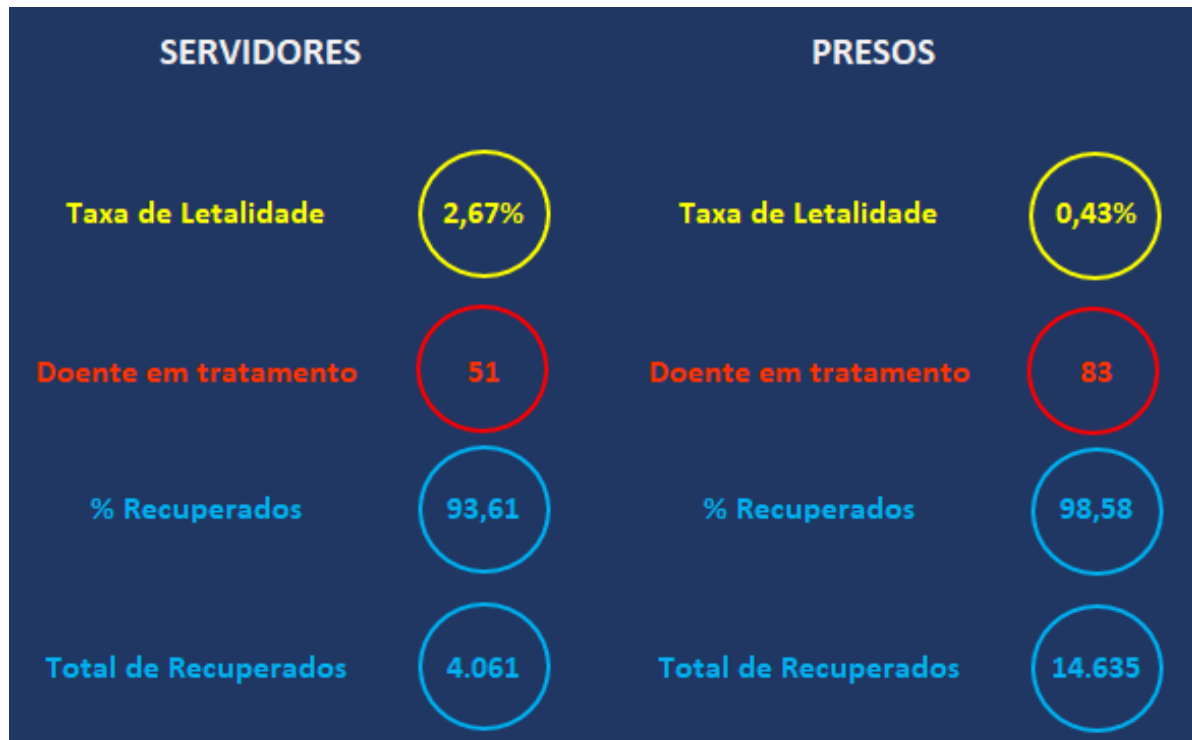 SERVIDORES
Taxa de Letalidade 2,67%
Doente em tratamento 51
% Recuperados 93,61
Total de Recuperados 4.061
PRESOS
Taxa de Letalidade 0,43%
Doente em tratamento 83
% Recuperados 98,58
Total de Recuperados 14.635